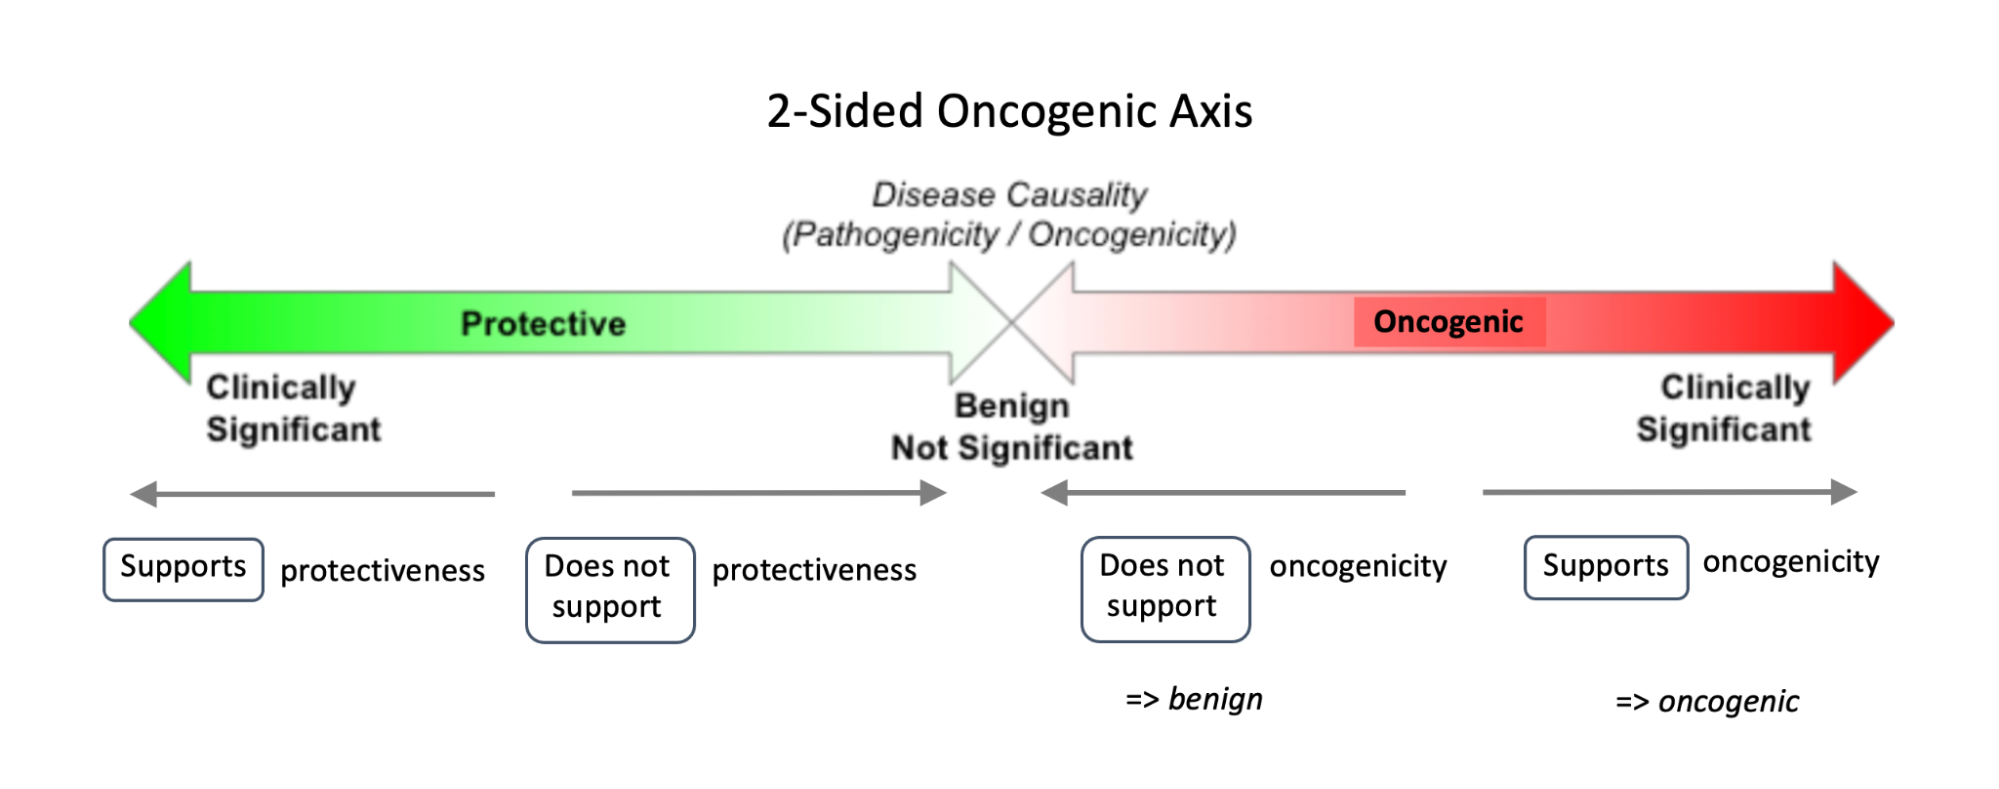 2-Sided Oncogenic Axis
Disease Causality
(Pathogenicity / Oncogenicity)
Protective
Oncogenic
Clinically
Significant
Benign
Not Significant
Clinically
Significant
Supports
protectiveness
Does not
support
protectiveness
Does not
support
oncogenicity
Supports
oncogenicity
=> benign
=> oncogenic